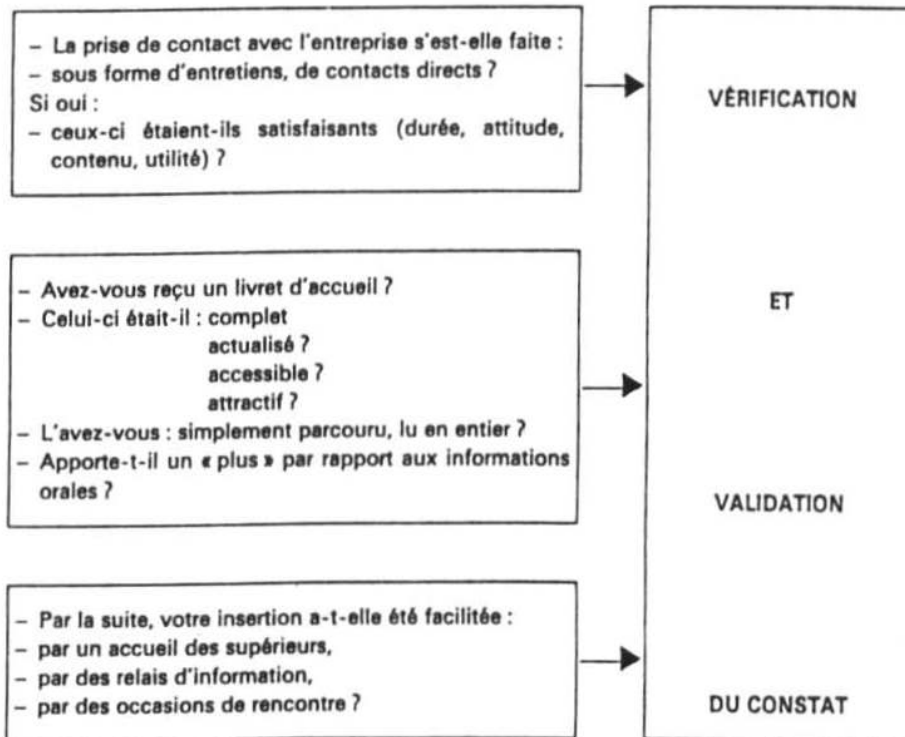 – La prise de contact avec l'entreprise s'est-elle faite :
– sous forme d'entretiens, de contacts directs ?
Si oui :
– ceux-ci étaient-ils satisfaisants (durée, attitude,
contenu, utilité) ?
– Avez-vous reçu un livret d'accueil ?
– Celui-ci était-il : complet
actualisé ?
accessible ?
attractif ?
– L'avez-vous : simplement parcouru, lu en entier ?
– Apporte-t-il un « plus » par rapport aux informations
orales ?
– Par la suite, votre insertion a-t-elle été facilitée :
– par un accueil des supérieurs,
– par des relais d'information,
– par des occasions de rencontre ?
VÉRIFICATION
ET
VALIDATION
DU CONSTAT